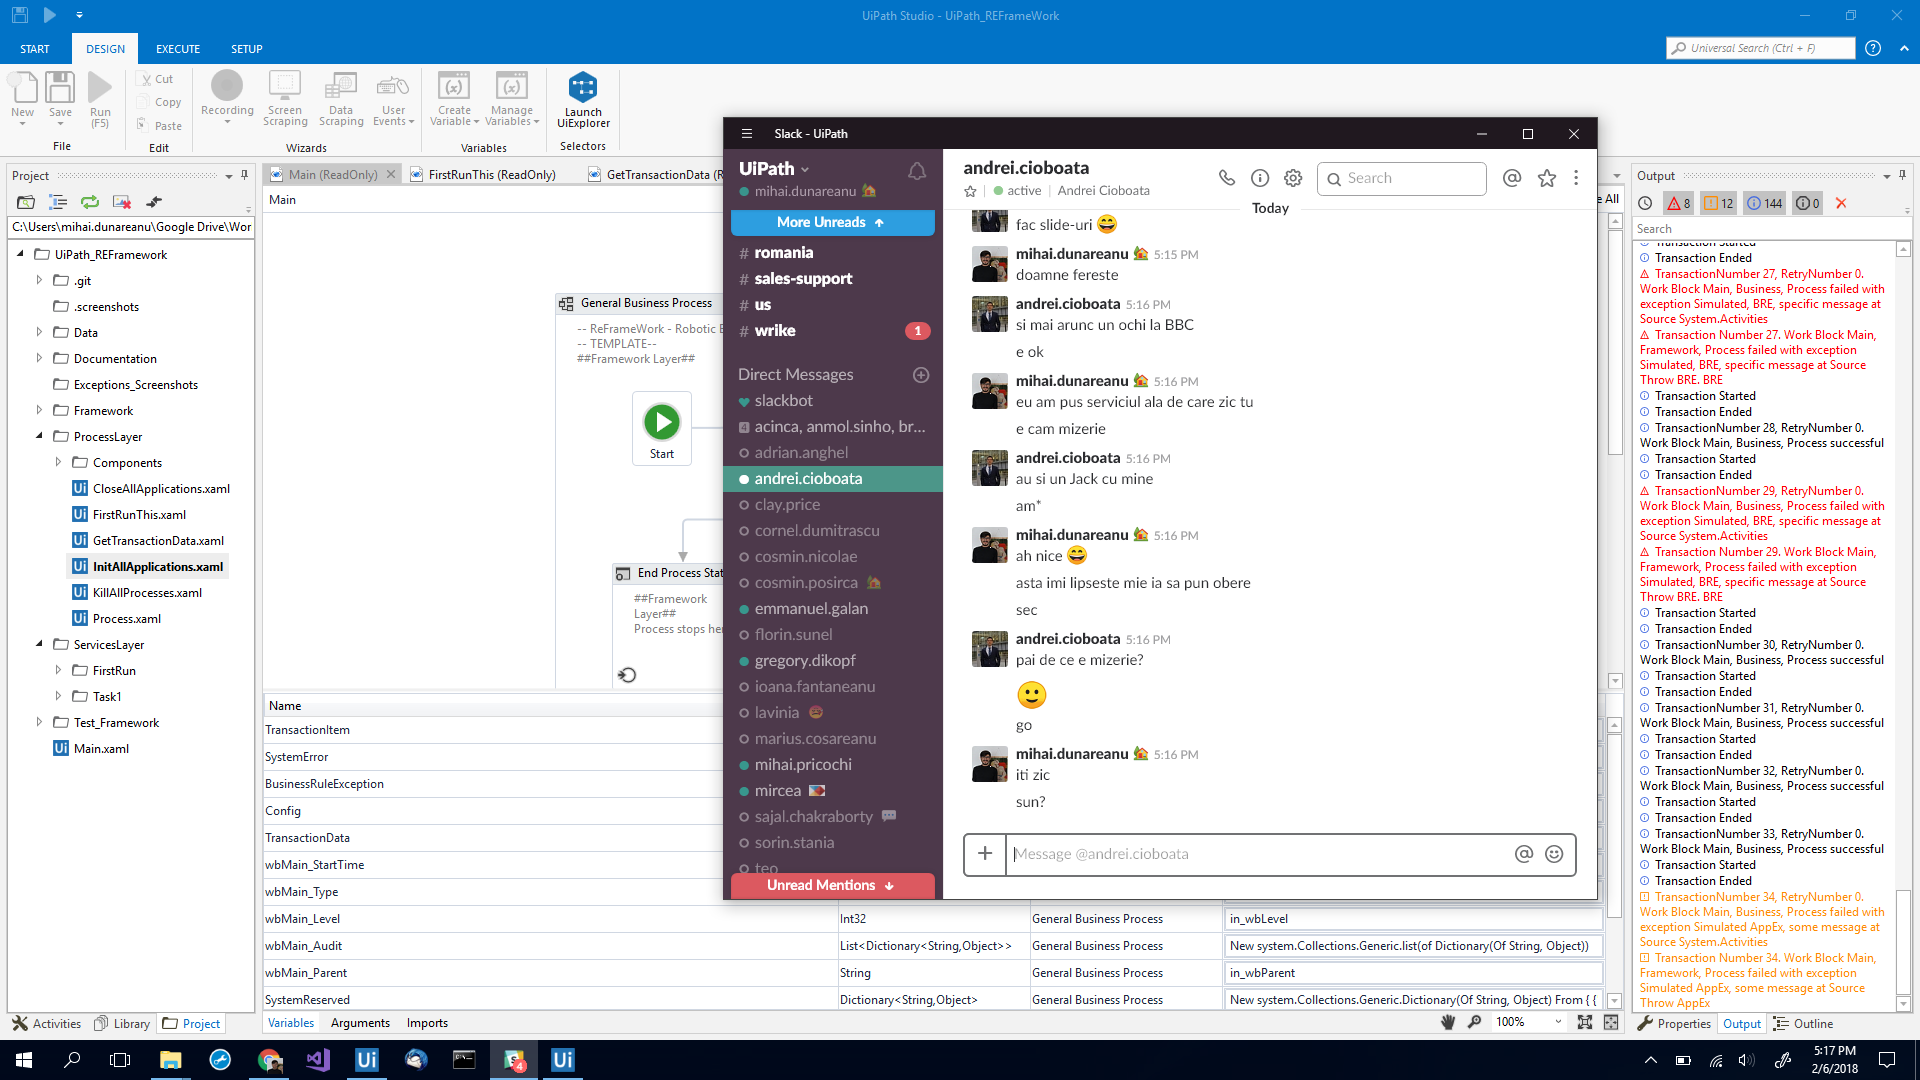 UiPath Studio - UiPath_REFrameWork
START DESIGN EXECUTE SETUP
Universal Search (Ctrl + F)
New
Save
Run
(F5)
File
Cut
Copy
Paste
Edit
Recording
Screen
Scraping
Data
Scraping
User
Events
Wizards
Create
Variable
Manage
Variables
Variables
Launch
UiExplorer
Selectors
Project
C:\Users\mihai.dunareanu\Google Drive\Wor
UiPath_REFramework
.git
.screenshots
Data
Documentation
Exceptions_Screenshots
Framework
ProcessLayer
Components
CloseAllApplications.xaml
FirstRunThis.xaml
GetTransactionData.xaml
InitAllApplications.xaml
KillAllProcesses.xaml
Process.xaml
ServicesLayer
FirstRun
Task1
Test_Framework
Main.xaml
Activities Library Project
Main (ReadOnly) FirstRunThis (ReadOnly) GetTransactionData (R
Main
e All
General Business Process
-- ReFrameWork - Robotic E
-- TEMPLATE--
##Framework Layer##
Start
End Process Stat
##Framework
Layer##
Process stops her
Name
TransactionItem
SystemError
BusinessRuleException
Config
TransactionData
wbMain_StartTime
wbMain_Type
wbMain_Level Int32 General Business Process in_wbLevel
wbMain_Audit List<Dictionary<String,Object>> General Business Process New system.Collections.Generic.list(of Dictionary(Of String, Object))
wbMain_Parent String General Business Process in_wbParent
SystemReserved Dictionary<String,Object> General Business Process New system.Collections.Generic.Dictionary(Of String, Object) From { {
Variables Arguments Imports
100%
Slack - UiPath
UiPath
mihai.dunareanu
More Unreads
# romania
# sales-support
# us
# wrike 1
Direct Messages
slackbot
4 acinca, anmol.sinho, br...
adrian.anghel
andrei.cioboata
clay.price
cornel.dumitrascu
cosmin.nicolae
cosmin.posirca
emmanuel.galan
florin.sunel
gregory.dikopf
ioana.fantaneanu
lavinia
marius.cosareanu
mihai.pricochi
mircea
sajal.chakraborty
sorin.stania
teo
Unread Mentions
andrei.cioboata
active Andrei Cioboata
Search
Today
fac slide-uri
mihai.dunareanu 5:15 PM
doamne fereste
andrei.cioboata 5:16 PM
si mai arunc un ochi la BBC
e ok
mihai.dunareanu 5:16 PM
eu am pus serviciul ala de care zic tu
e cam mizerie
andrei.cioboata 5:16 PM
au si un Jack cu mine
am*
mihai.dunareanu 5:16 PM
ah nice
asta imi lipseste mie ia sa pun obere
sec
andrei.cioboata 5:16 PM
pai de ce e mizerie?
go
mihai.dunareanu 5:16 PM
iti zic
sun?
Message @andrei.cioboata
Output
8 12 144 0
Search
Transaction Started
Transaction Ended
TransactionNumber 27, RetryNumber 0.
Work Block Main, Business, Process failed with
exception Simulated, BRE, specific message at
Source System.Activities
Transaction Number 27. Work Block Main,
Framework, Process failed with exception
Simulated, BRE, specific message at Source
Throw BRE. BRE
Transaction Started
Transaction Ended
TransactionNumber 28, RetryNumber 0.
Work Block Main, Business, Process successful
Transaction Started
Transaction Ended
TransactionNumber 29, RetryNumber 0.
Work Block Main, Business, Process failed with
exception Simulated, BRE, specific message at
Source System.Activities
Transaction Number 29. Work Block Main,
Framework, Process failed with exception
Simulated, BRE, specific message at Source
Throw BRE. BRE
Transaction Started
Transaction Ended
TransactionNumber 30, RetryNumber 0.
Work Block Main, Business, Process successful
Transaction Started
Transaction Ended
TransactionNumber 31, RetryNumber 0.
Work Block Main, Business, Process successful
Transaction Started
Transaction Ended
TransactionNumber 32, RetryNumber 0.
Work Block Main, Business, Process successful
Transaction Started
Transaction Ended
TransactionNumber 33, RetryNumber 0.
Work Block Main, Business, Process successful
Transaction Started
Transaction Ended
TransactionNumber 34, RetryNumber 0.
Work Block Main, Business, Process failed with
exception Simulated AppEx, some message at
Source System.Activities
Transaction Number 34. Work Block Main,
Framework, Process failed with exception
Simulated AppEx, some message at Source
Throw AppEx
Properties Output Outline
5:17 PM
2/6/2018